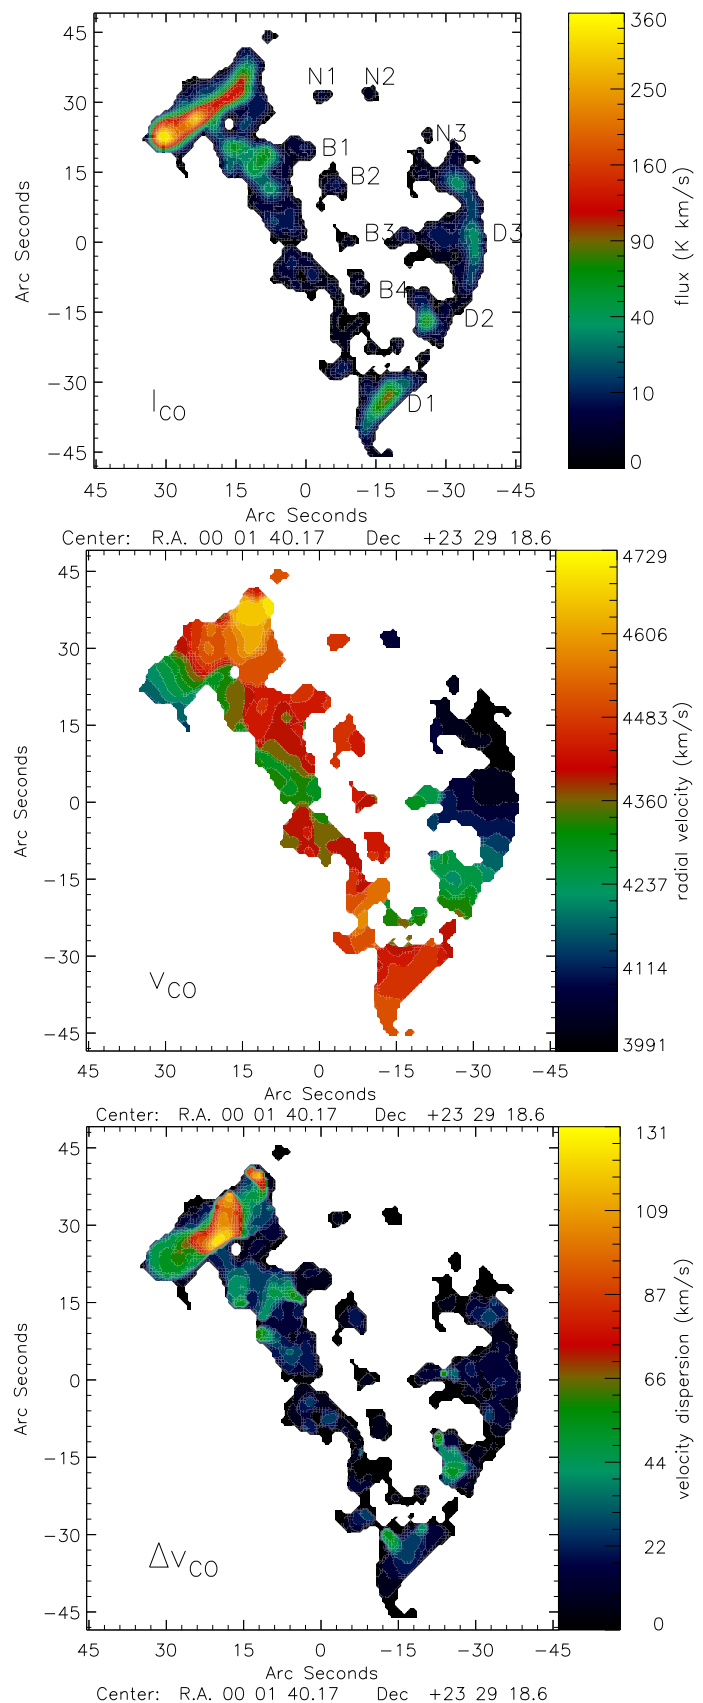 45
30
15
0
−15
−30
−45
Arc Seconds
N1
N2
N3
B1
B2
B3
D3
B4
D2
D1
I CO
45 30 15 0 −15 −30 −45
Arc Seconds
Center: R.A. 00 01 40.17 Dec +23 29 18.6
360
250
160
90
40
10
0
flux (K km/s)
45
30
15
0
−15
−30
−45
Arc Seconds
v CO
45 30 15 0 −15 −30 −45
Arc Seconds
Center: R.A. 00 01 40.17 Dec +23 29 18.6
4729
4606
4483
4360
4237
4114
3991
radial velocity (km/s)
45
30
15
0
−15
−30
−45
Arc Seconds
Δv CO
45 30 15 0 −15 −30 −45
Arc Seconds
Center: R.A. 00 01 40.17 Dec +23 29 18.6
131
109
87
66
44
22
0
velocity dispersion (km/s)